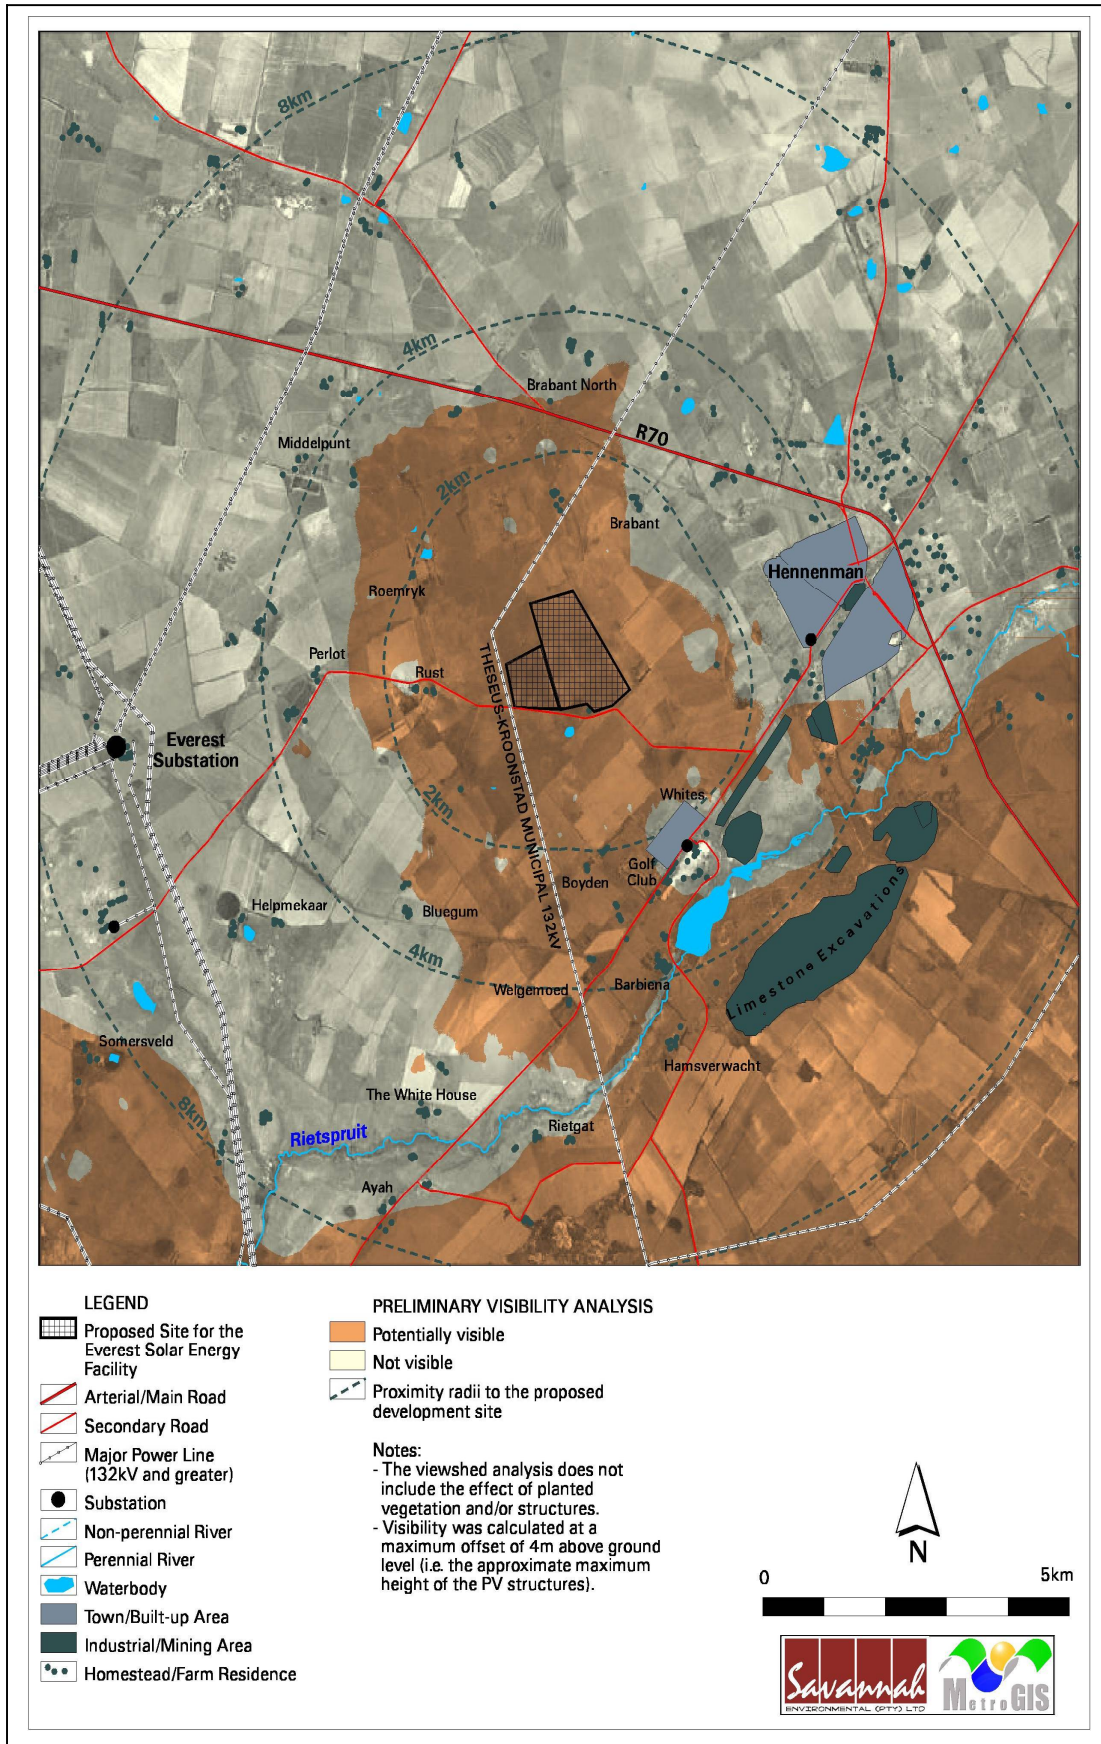 8km
4km
Brabant North
R70
Middelpunt
2km
Brabant
Hennenman
Roemryk
Perlot
Rust
THESEUS-KROONSTAD MUNICIPAL 132kV
Everest
Substation
2km
Whites
Golf
Club
Boyden
Helpmekaar
Bluegum
Limestone Excavations
4km
Welgemoed
Barbiena
Somersveld
Hamsverwacht
The White House
8km
Rietspruit
Rietgat
Ayah
LEGEND
Proposed Site for the
Everest Solar Energy
Facility
Arterial/Main Road
Secondary Road
Major Power Line
(132kV and greater)
Substation
Non-perennial River
Perennial River
Waterbody
Town/Built-up Area
Industrial/Mining Area
Homestead/Farm Residence
PRELIMINARY VISIBILITY ANALYSIS
Potentially visible
Not visible
Proximity radii to the proposed
development site
Notes:
- The viewshed analysis does not
include the effect of planted
vegetation and/or structures.
- Visibility was calculated at a
maximum offset of 4m above ground
level (i.e. the approximate maximum
height of the PV structures).
N
0 5km
Savannah
ENVIRONMENTAL (PTY) LTD
MetroGIS